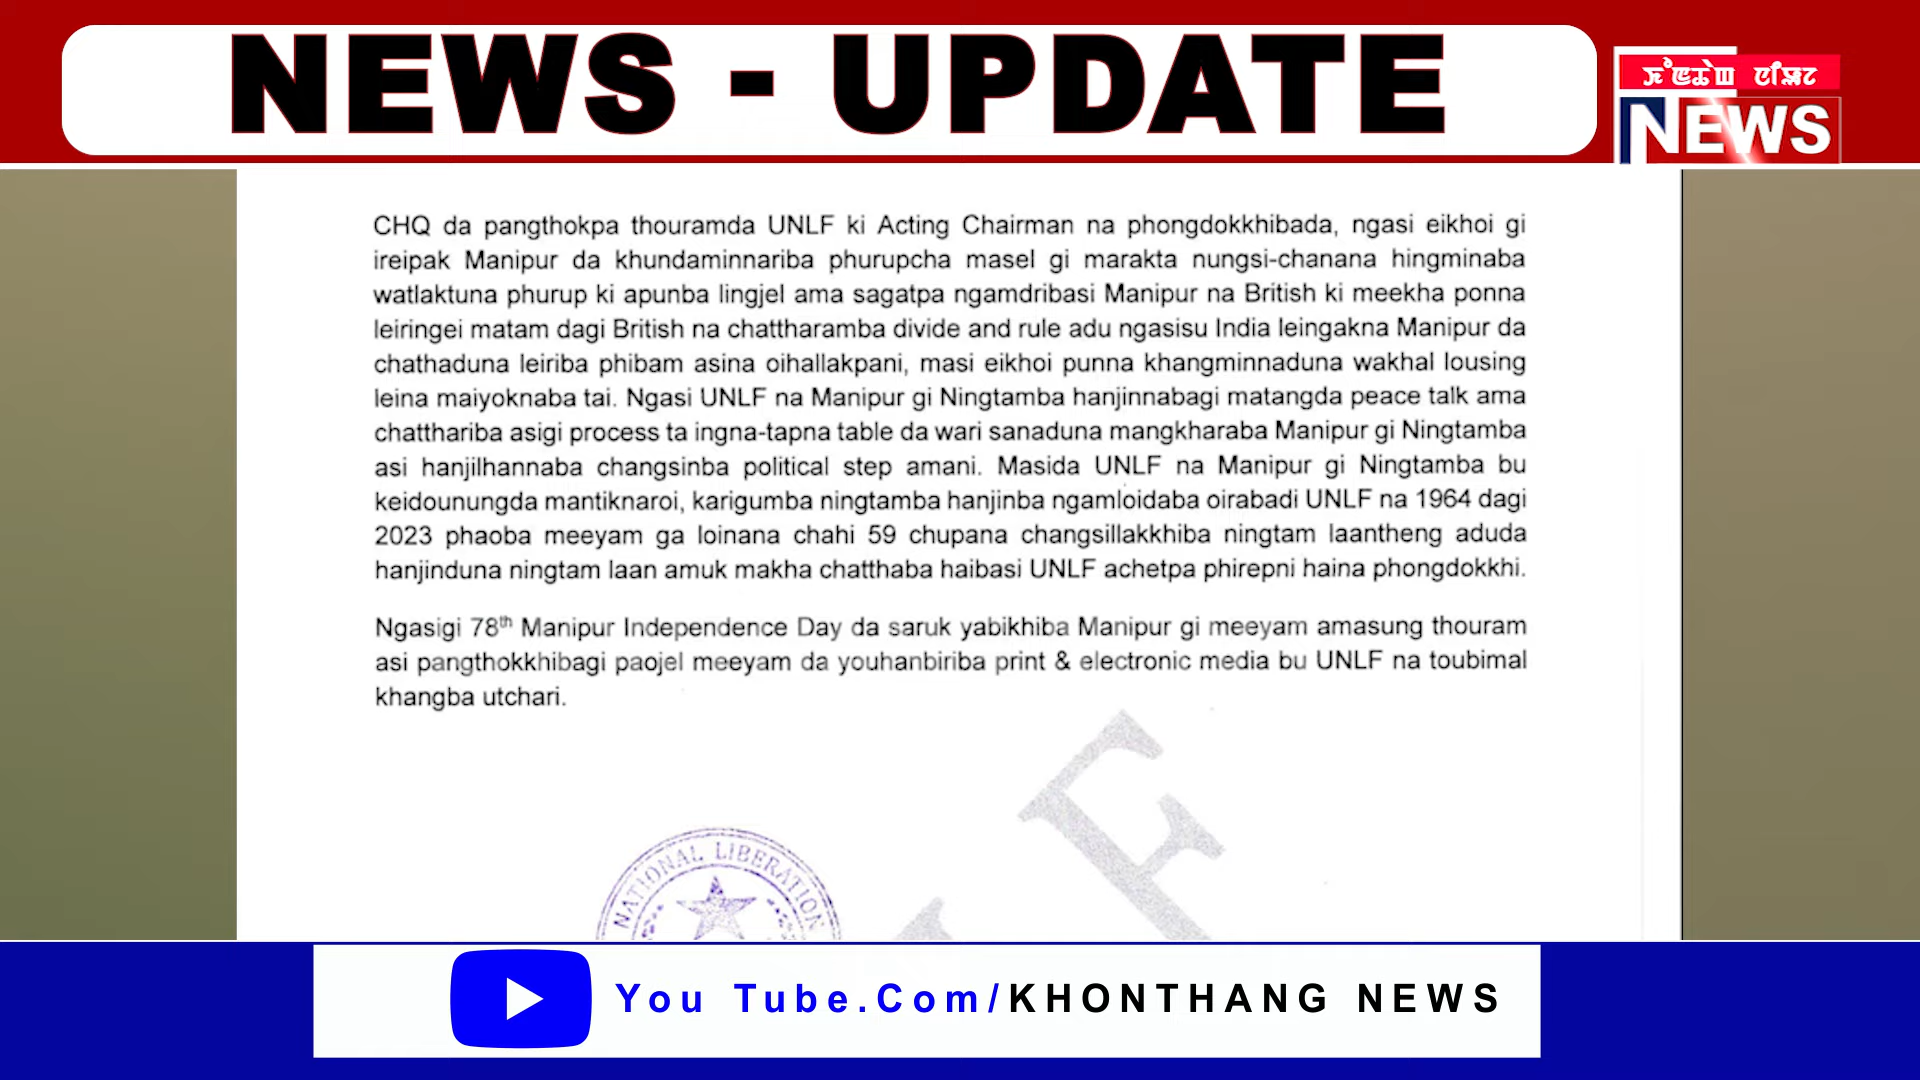 NEWS - UPDATE
NEWS
CHQ da pangthokpa thouramda UNLF ki Acting Chairman na phongdokkhibada, ngasi eikhoi gi
ireipak Manipur da khundaminnariba phurupcha masel gi marakta nungsi-chanana hingminaba
watlaktuna phurup ki apunba lingjel ama sagatpa ngamdribasi Manipur na British ki meekha ponna
leiringei matam dagi British na chattharamba divide and rule adu ngasisu India leingakna Manipur da
chathaduna leiriba phibam asina oihallakpani, masi eikhoi punna khangminnaduna wakhal lousing
leina maiyoknaba tai. Ngasi UNLF na Manipur gi Ningtamba hanjinnabagi matangda peace talk ama
chatthariba asigi process ta ingna-tapna table da wari sanaduna mangkharaba Manipur gi Ningtamba
asi hanjilhannaba changsinba political step amani. Masida UNLF na Manipur gi Ningtamba bu
keidounungda mantiknaroi, karigumba ningtamba hanjinba ngamloidaba oirabadi UNLF na 1964 dagi
2023 phaoba meeyam ga loinana chahi 59 chupana changsillakkhiba ningtam laantheng aduda
hanjinduna ningtam laan amuk makha chatthaba haibasi UNLF achetpa phirepni haina phongdokkhi.
Ngasigi 78th Manipur Independence Day da saruk yabikhiba Manipur gi meeyam amasung thouram
asi pangthokkhibagi paojel meeyam da youhanbiriba print & electronic media bu UNLF na toubimal
khangba utchari.
NATIONAL LIBERATION
F
You Tube.Com/KHONTHANG NEWS